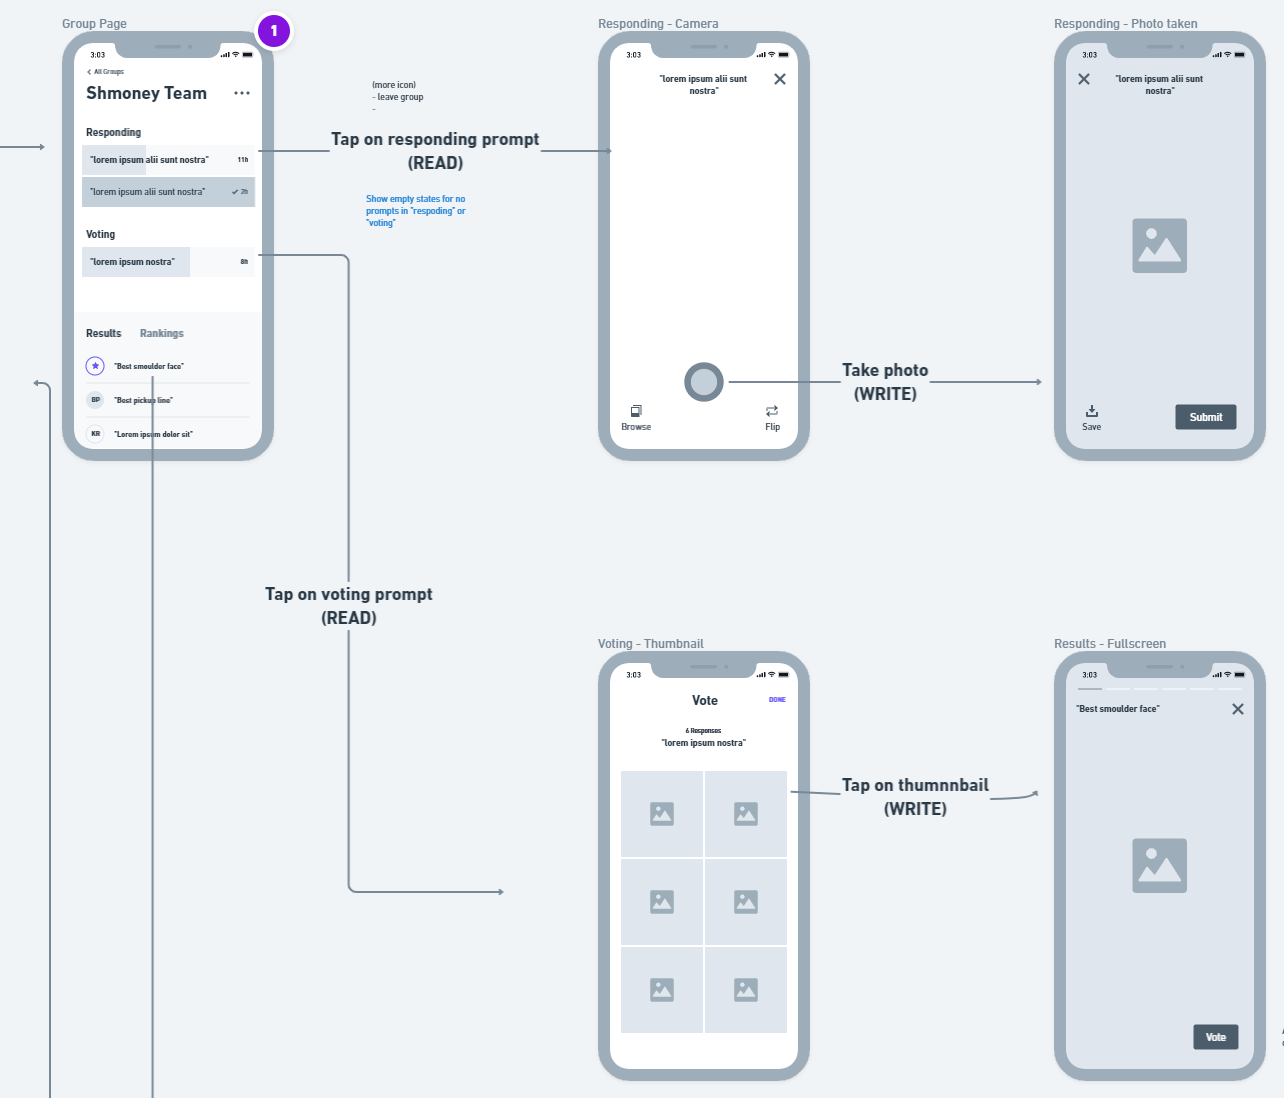 Group Page
1
3:03
All Groups
Shmoney Team
Responding
"lorem ipsum alii sunt nostra"
11h
"lorem ipsum alii sunt nostra"
2h
Voting
"lorem ipsum nostra"
8h
Results
Rankings
"Best smoulder face"
BP
"Best pickup line"
KR
"Lorem ipsum dolor sit"
(more icon)
- leave group
-
Tap on responding prompt
(READ)
Show empty states for no
prompts in "respoding" or
"voting"
Responding - Camera
3:03
"lorem ipsum alii sunt
nostra"
Browse
Flip
Take photo
(WRITE)
Responding - Photo taken
3:03
"lorem ipsum alii sunt
nostra"
Save
Submit
Tap on voting prompt
(READ)
Voting - Thumbnail
3:03
Vote
DONE
6 Responses
"lorem ipsum nostra"
Tap on thumnnbail
(WRITE)
Results - Fullscreen
3:03
"Best smoulder face"
Vote